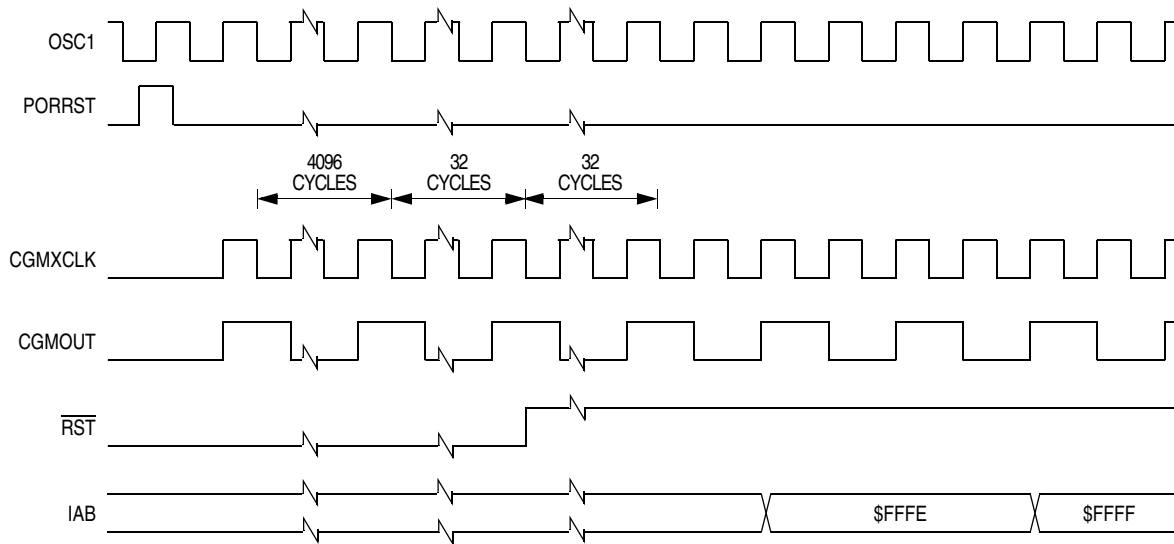 OSC1
PORRST
4096
CYCLES
32
CYCLES
32
CYCLES
CGMXCLK
CGMOUT
RST
IAB
$FFFE
$FFFF